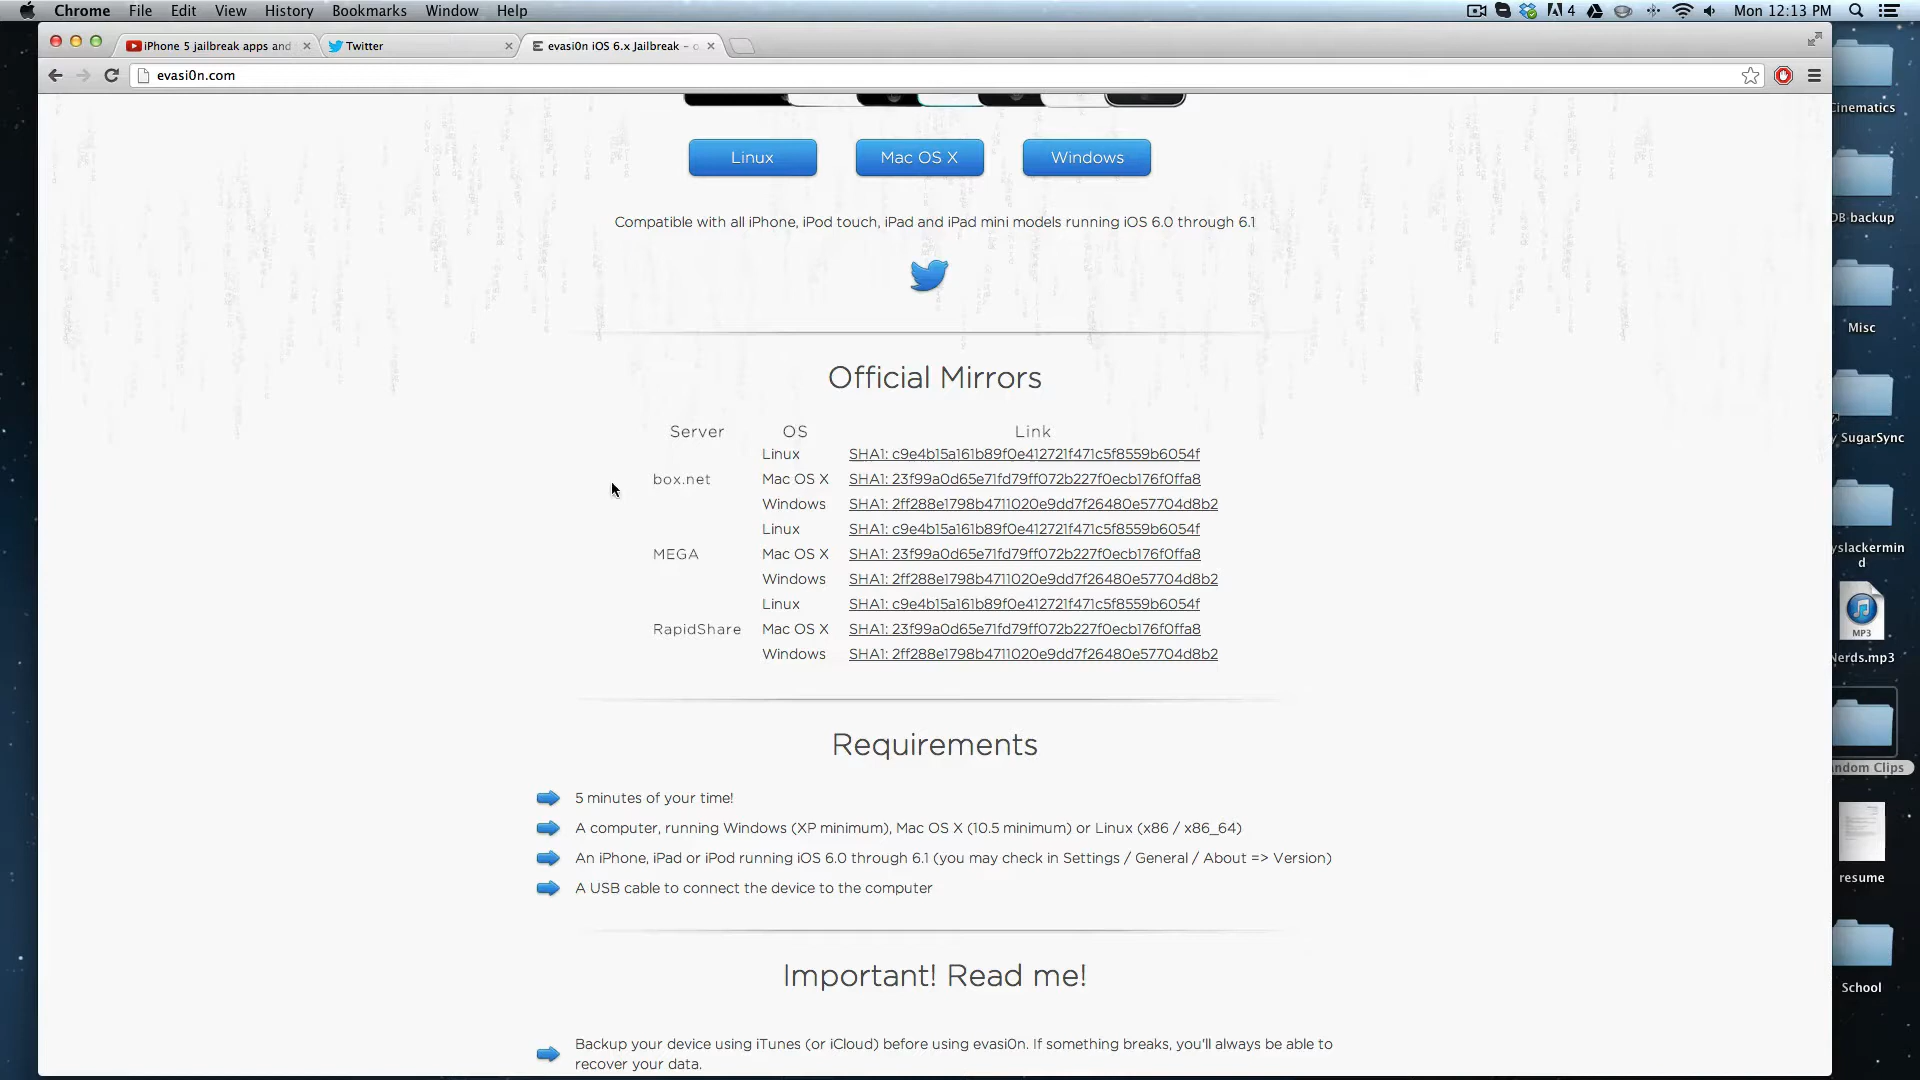 Chrome File Edit View History Bookmarks Window Help
4 Mon 12:13 PM
iPhone 5 jailbreak apps and
Twitter
evasi0n iOS 6.x Jailbreak -
evasi0n.com
Linux
Mac OS X
Windows
Compatible with all iPhone, iPod touch, iPad and iPad mini models running iOS 6.0 through 6.1
Official Mirrors
Server OS Link
Linux SHA1: c9e4b15a161b89f0e412721f471c5f8559b6054f
box.net Mac OS X SHA1: 23f99a0d65e71fd79ff072b227f0ecb176f0ffa8
Windows SHA1: 2ff288e1798b4711020e9dd7f26480e57704d8b2
Linux SHA1: c9e4b15a161b89f0e412721f471c5f8559b6054f
MEGA Mac OS X SHA1: 23f99a0d65e71fd79ff072b227f0ecb176f0ffa8
Windows SHA1: 2ff288e1798b4711020e9dd7f26480e57704d8b2
Linux SHA1: c9e4b15a161b89f0e412721f471c5f8559b6054f
RapidShare Mac OS X SHA1: 23f99a0d65e71fd79ff072b227f0ecb176f0ffa8
Windows SHA1: 2ff288e1798b4711020e9dd7f26480e57704d8b2
Requirements
5 minutes of your time!
A computer, running Windows (XP minimum), Mac OS X (10.5 minimum) or Linux (x86 / x86_64)
An iPhone, iPad or iPod running iOS 6.0 through 6.1 (you may check in Settings / General / About => Version)
A USB cable to connect the device to the computer
Important! Read me!
Backup your device using iTunes (or iCloud) before using evasi0n. If something breaks, you'll always be able to
recover your data.
Cinematics
DB backup
Misc
y SugarSync
yslackermin
d
MP3
Nerds.mp3
ndom Clips
resume
School